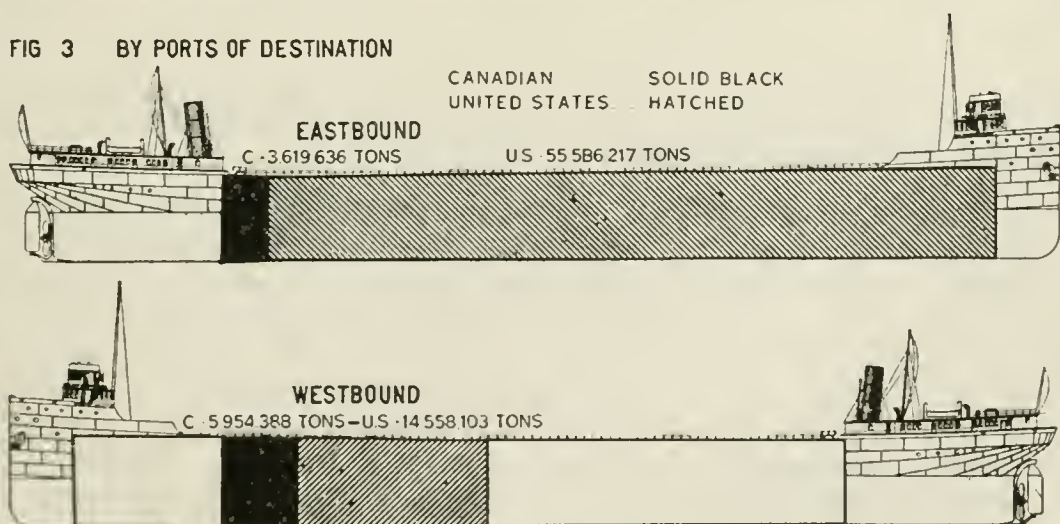 FIG 3 BY PORTS OF DESTINATION
CANADIAN SOLID BLACK
UNITED STATES HATCHED
EASTBOUND
C - 3.619 636 TONS U S · 55 586 217 TONS
WESTBOUND
C · 5 954 388 TONS – U.S · 14 558,103 TONS